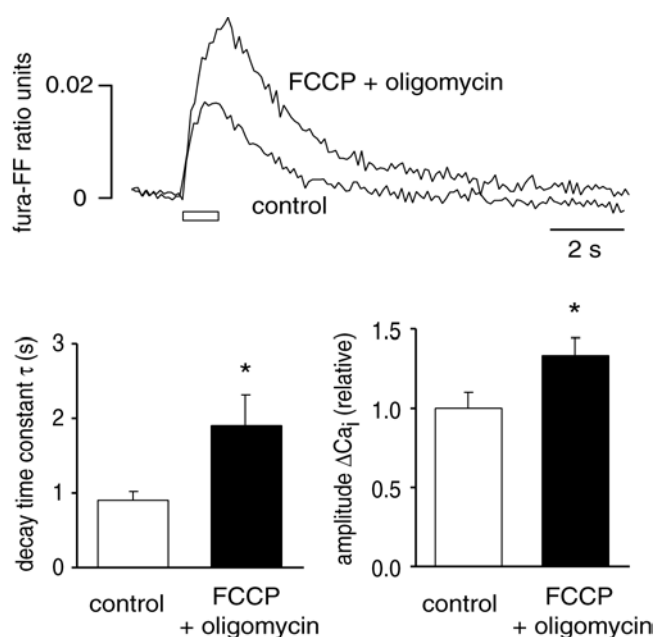 fura-FF ratio units
0.02
0
FCCP + oligomycin
control
2 s
decay time constant τ (s)
3
2
1
0
*
control
FCCP
+ oligomycin
amplitude ΔCai (relative)
1.5
1.0
0.5
0.0
*
control
FCCP
+ oligomycin